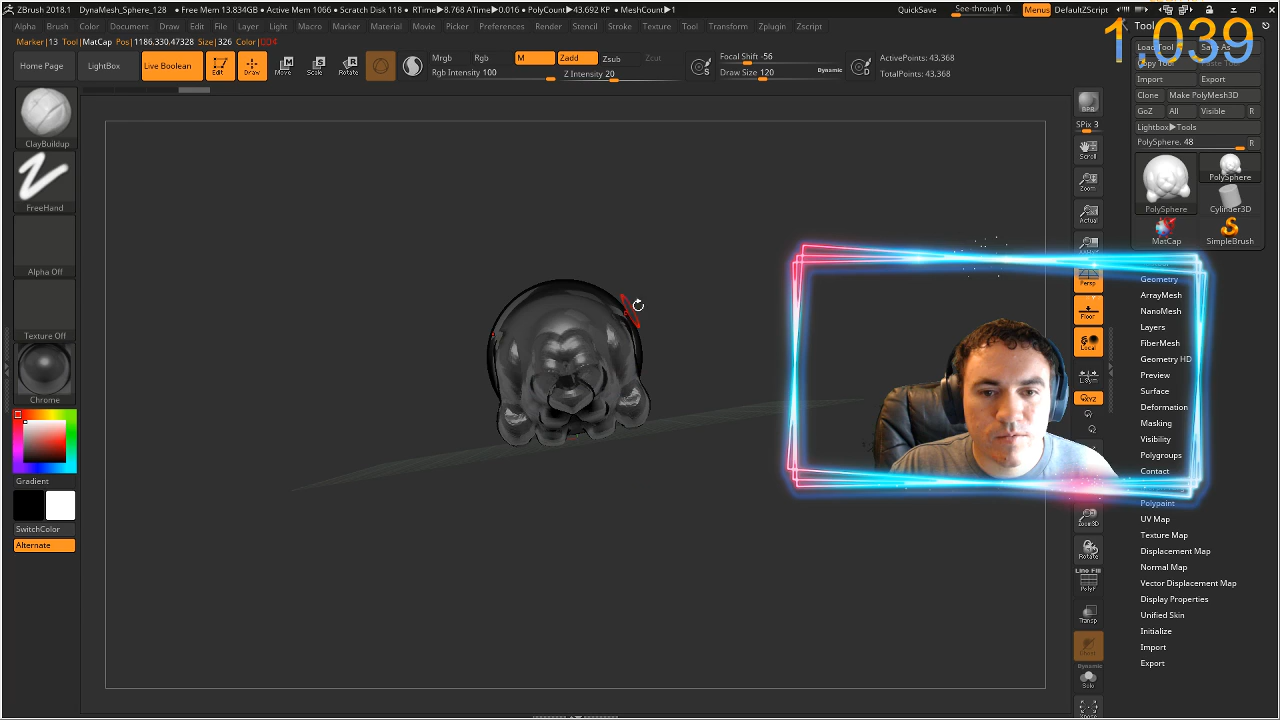 ZBrush 2018.1 DynaMesh_Sphere_128 ● Free Mem 13.834GB ● Active Mem 1066 ● Scratch Disk 118 ● RTime▶8.768 ATime▶0.016 ● PolyCount▶43.692 KP ● MeshCount▶1 QuickSave See-through 0 Menus DefaultZScript
Alpha Brush Color Document Draw Edit File Layer Light Macro Marker Material Movie Picker Preferences Render Stencil Stroke Texture Tool Transform Zplugin Zscript
Marker|13 Tool|MatCap Pos|1186.330.47328 Size|326 Color|
Home Page LightBox Live Boolean Edit Draw Move Scale Rotate
Mrgb Rgb M Zadd Zsub
Rgb Intensity 100 Z Intensity 20
Focal Shift -56
Draw Size 120 Dynamic
S
D
ActivePoints: 43.368
TotalPoints: 43.368
1.039
Tool
Load Tool Save As
Copy Tool Paste Tool
Import Export
Clone Make PolyMesh3D
GoZ All Visible R
Lightbox▶Tools
PolySphere. 48 R
PolySphere PolySphere
Cylinder3D
MatCap SimpleBrush
Geometry
ArrayMesh
NanoMesh
Layers
FiberMesh
Geometry HD
Preview
Surface
Deformation
Masking
Visibility
Polygroups
Contact
Polypaint
UV Map
Texture Map
Displacement Map
Normal Map
Vector Displacement Map
Display Properties
Unified Skin
Initialize
Import
Export
ClayBuildup
FreeHand
Alpha Off
Texture Off
Chrome
Gradient
SwitchColor
Alternate
BPR
SPix 3
Scroll
Zoom
Actual
Persp
Floor
Local
L.Sym
XYZ
Zoom3D
Rotate
Line Fill
PolyF
Transp
Ghost
Dynamic
Solo